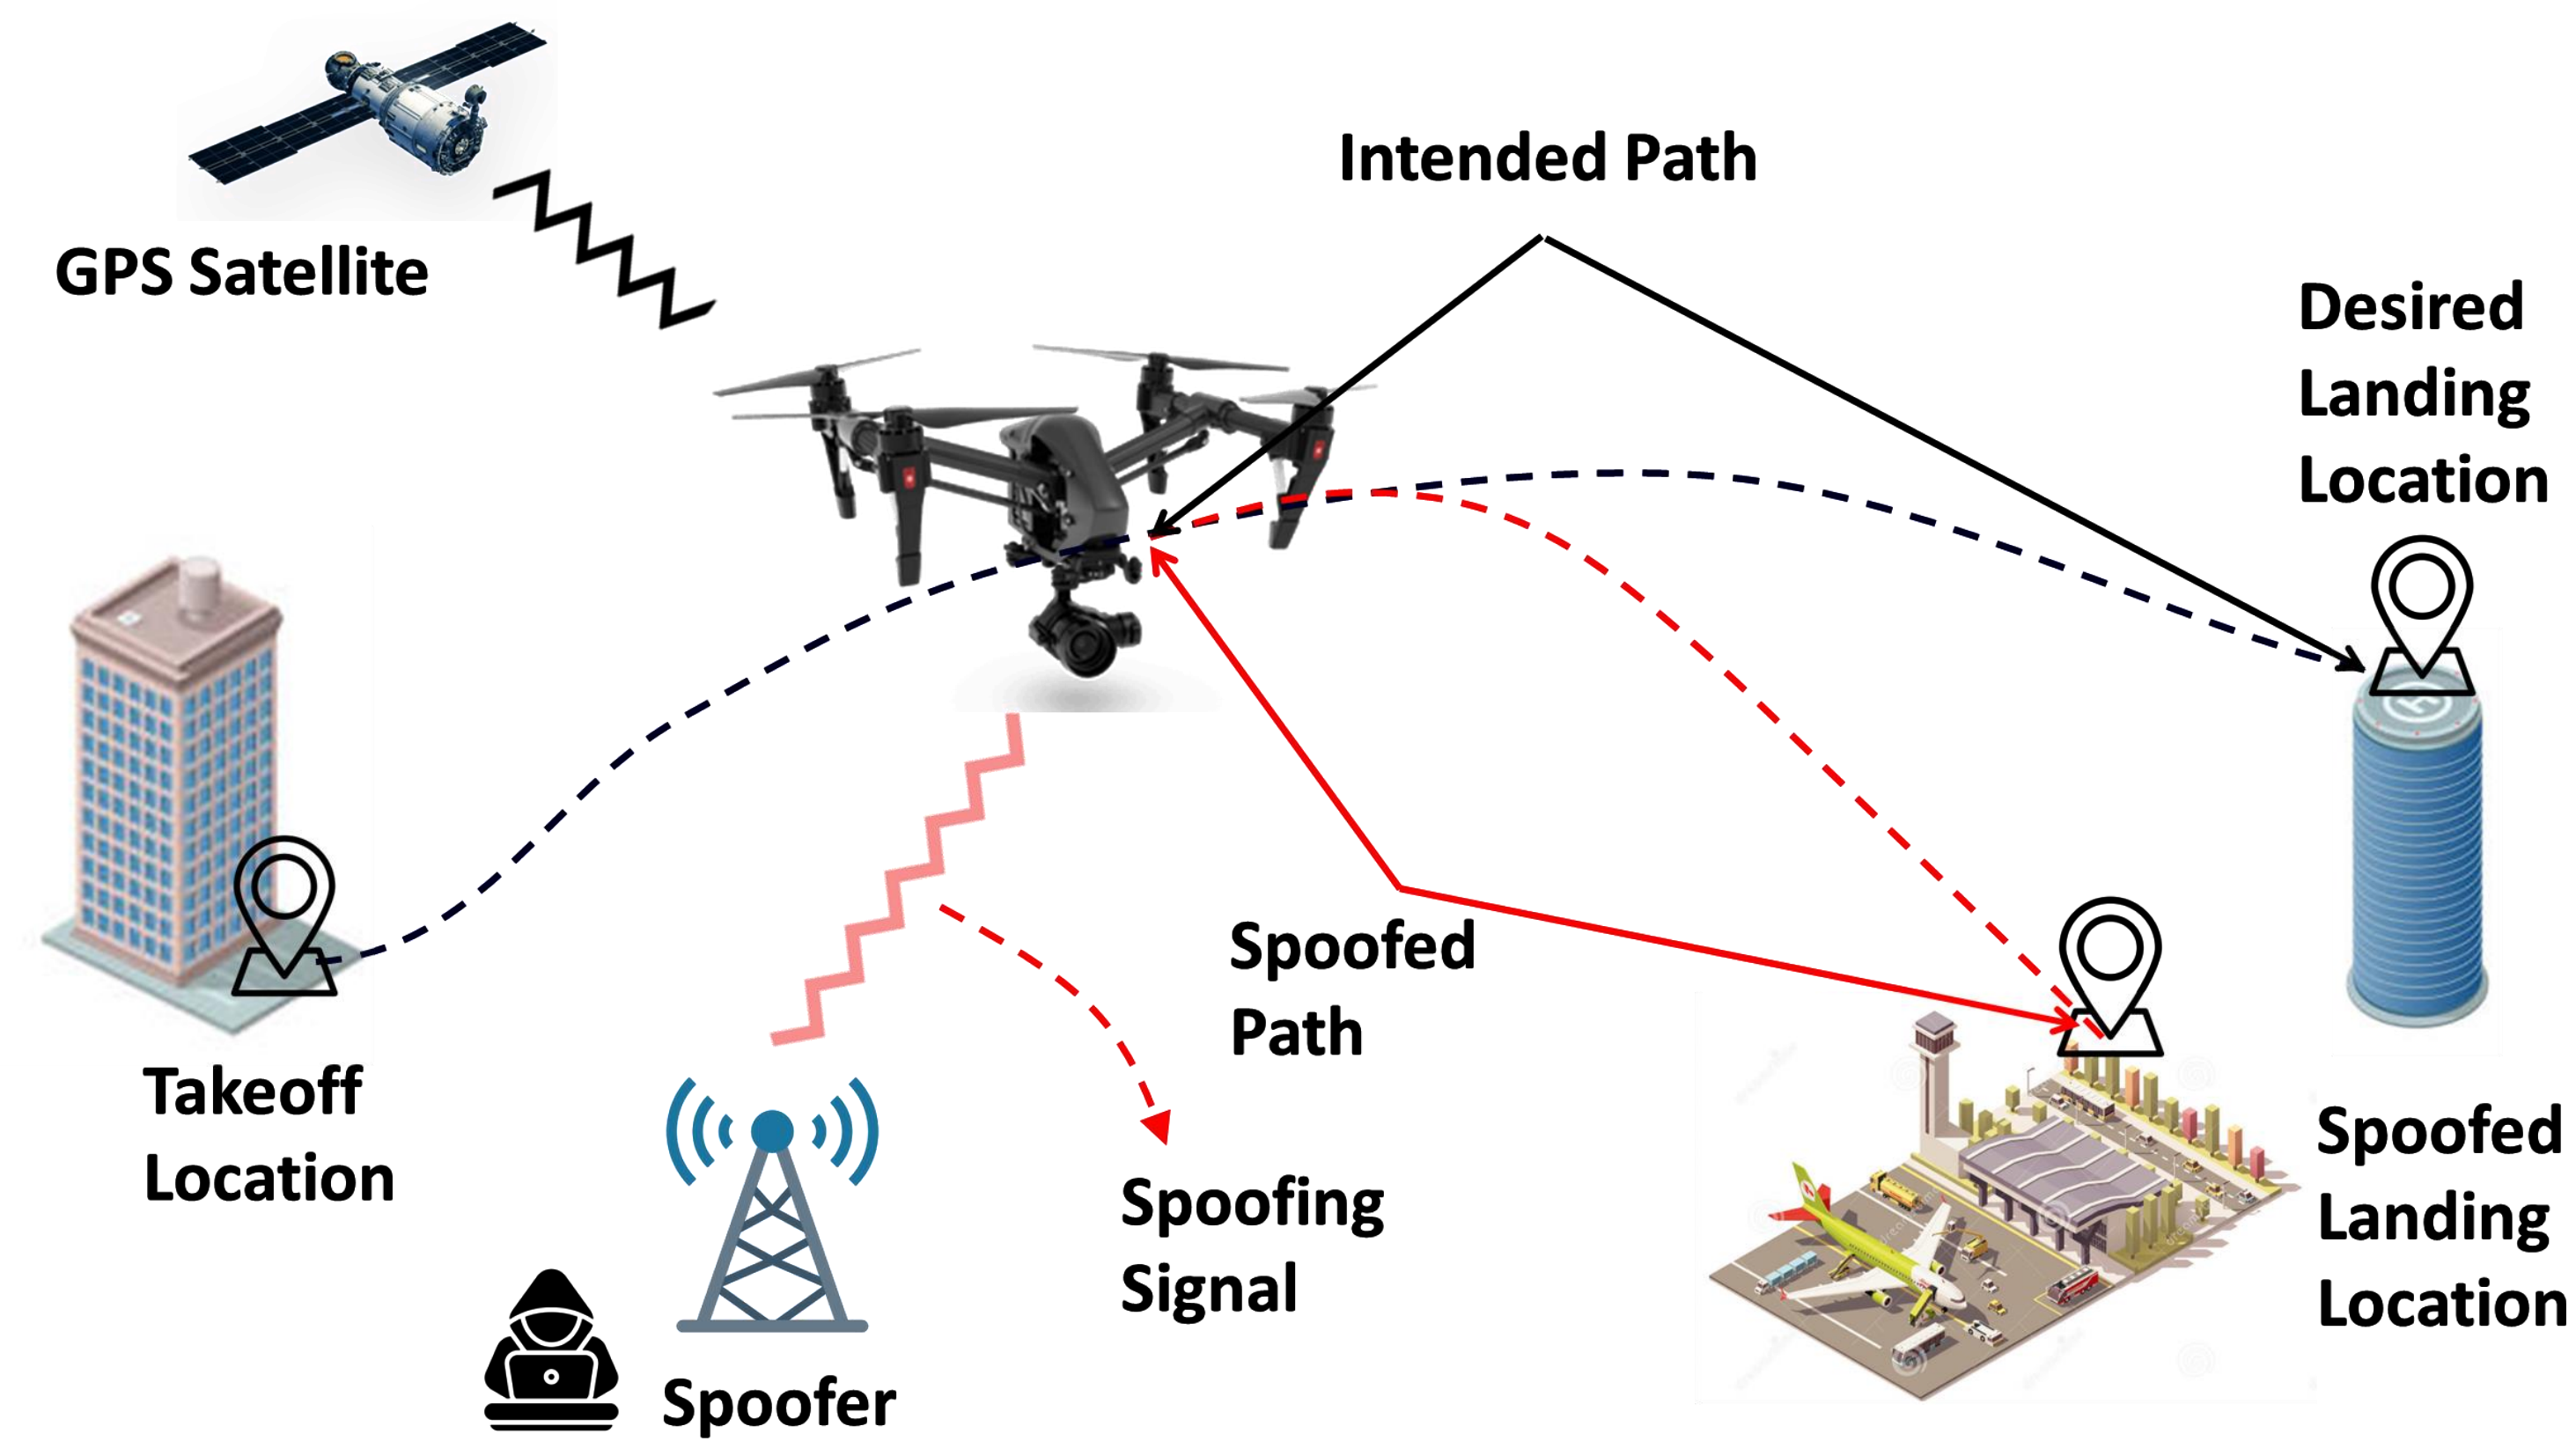 GPS Satellite
Intended Path
Desired
Landing
Location
Takeoff
Location
Spoofed
Path
Spoofing
Signal
Spoofer
Spoofed
Landing
Location